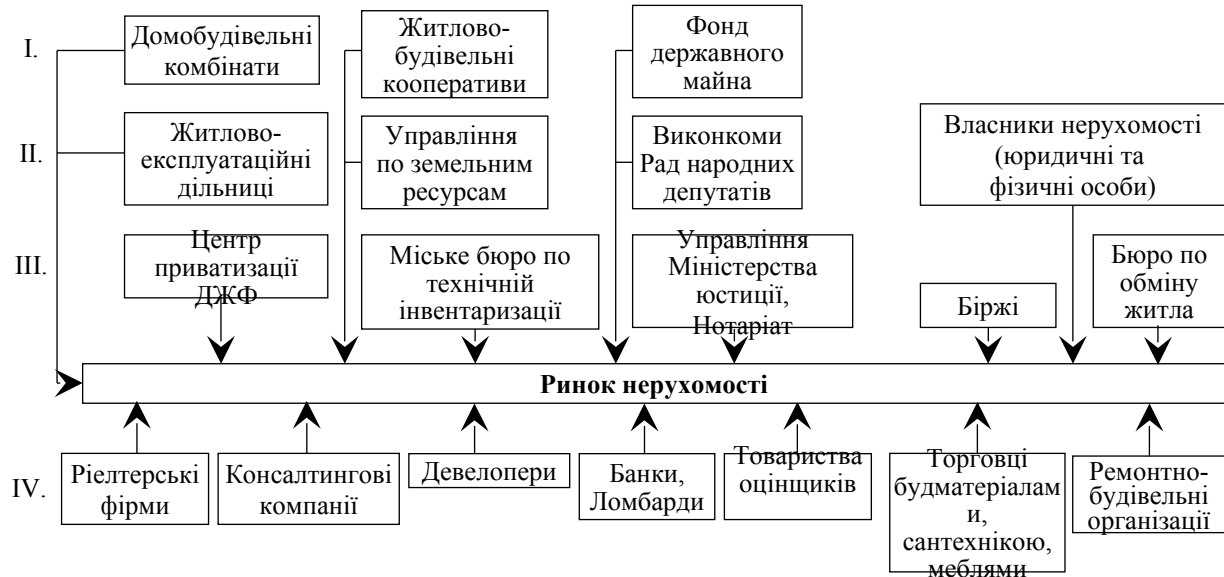 I.
Домобудівельні
комбінати
Житлово-
будівельні
кооперативи
Фонд
державного
майна
II.
Житлово-
експлуатаційні
дільниці
Управління
по земельним
ресурсам
Виконкоми
Рад народних
депутатів
Власники нерухомості
(юридичні та
фізичні особи)
III.
Центр
приватизації
ДЖФ
Міське бюро по
технічній
інвентаризації
Управління
Міністерства
юстиції,
Нотаріат
Біржі
Бюро по
обміну
житла
Ринок нерухомості
IV.
Ріелтерські
фірми
Консалтингові
компанії
Девелопери
Банки,
Ломбарди
Товариства
оцінщиків
Торговці
будматеріалам
и,
сантехнікою,
меблями
Ремонтно-
будівельні
організації